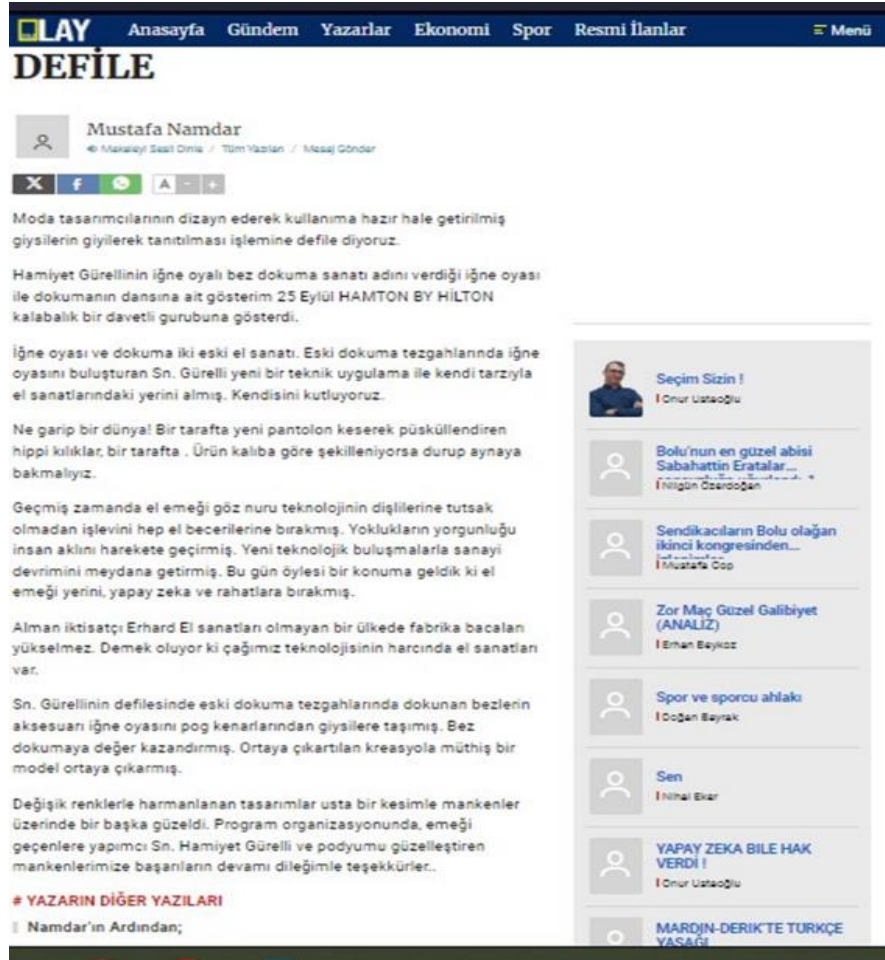 OLAY Anasayfa Gündem Yazarlar Ekonomi Spor Resmi İlanlar Menü
DEFİLE
Mustafa Namdar
Makaleyi Sesli Dinle / Tüm Yazıları / Mesaj Gönder
X f A - +
Moda tasarımcılarının dizayn ederek kullanıma hazır hale getirilmiş
giysilerin giyilerek tanıtılması işlemine defile diyoruz.
Hamiyet Gürellinin iğne oyalı bez dokuma sanatı adını verdiği iğne oyası
ile dokumanın dansına ait gösterim 25 Eylül HAMTON BY HİLTON
kalabalık bir davetli gurubuna gösterdi.
İğne oyası ve dokuma iki eski el sanatı. Eski dokuma tezgahlarında iğne
oyasını buluşturan Sn. Gürelli yeni bir teknik uygulama ile kendi tarzıyla
el sanatlarındaki yerini almış. Kendisini kutluyoruz.
Ne garip bir dünya! Bir tarafta yeni pantolon keserek püsküllendiren
hippi kılıklar, bir tarafta . Ürün kalıba göre şekilleniyorsa durup aynaya
bakmalıyız.
Geçmiş zamanda el emeği göz nuru teknolojinin dişlilerine tutsak
olmadan işlevini hep el becerilerine bırakmış. Yoklukların yorgunluğu
insan aklını harekete geçirmiş. Yeni teknolojik buluşmalarla sanayi
devrimini meydana getirmiş. Bu gün öylesi bir konuma geldik ki el
emeği yerini, yapay zeka ve rahatlara bırakmış.
Alman iktisatçı Erhard El sanatları olmayan bir ülkede fabrika bacaları
yükselmez. Demek oluyor ki çağımız teknolojisinin harcında el sanatları
var.
Sn. Gürellinin defilesinde eski dokuma tezgahlarında dokunan bezlerin
aksesuarı iğne oyasını pog kenarlarından giysilere taşımış. Bez
dokumaya değer kazandırmış. Ortaya çıkartılan kreasyola müthiş bir
model ortaya çıkarmış.
Değişik renklerle harmanlanan tasarımlar usta bir kesimle mankenler
üzerinde bir başka güzeldi. Program organizasyonunda, emeği
geçenlere yapımcı Sn. Hamiyet Gürelli ve podyumu güzelleştiren
mankenlerimize başarıların devamı dileğimle teşekkürler..
# YAZARIN DİĞER YAZILARI
Namdar'ın Ardından;
Seçim Sizin !
Onur Ustaoğlu
Bolu'nun en güzel abisi
Sabahattin Eratalar...
Nilgün Özerdoğan
Sendikacıların Bolu olağan
ikinci kongresinden...
Mustafa Cop
Zor Maç Güzel Galibiyet
(ANALİZ)
Erhan Beykoz
Spor ve sporcu ahlakı
Doğan Bayrak
Sen
Nihal Eker
YAPAY ZEKA BILE HAK
VERDİ !
Onur Ustaoğlu
MARDIN-DERIK'TE TÜRKÇE
YASAĞI